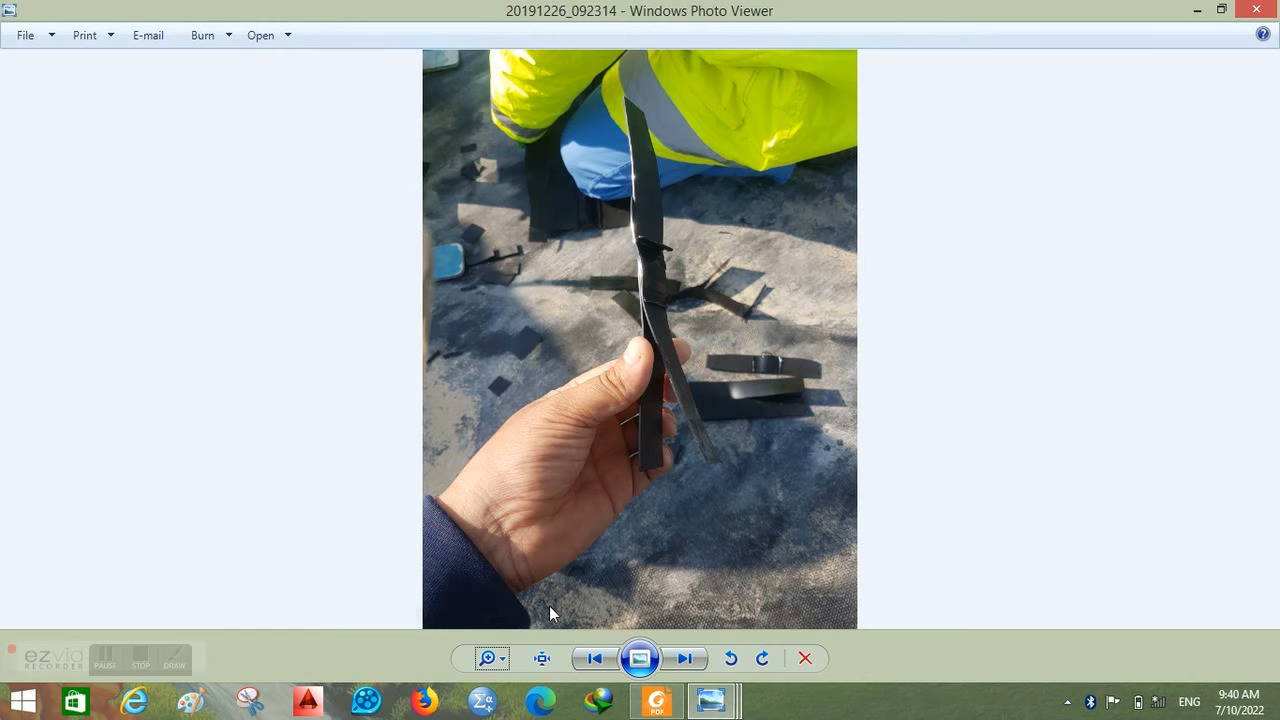 20191226_092314 - Windows Photo Viewer
File Print E-mail Burn Open
ezvid
RECORDER
PAUSE STOP DRAW
PDF
ENG
9:40 AM
7/10/2022